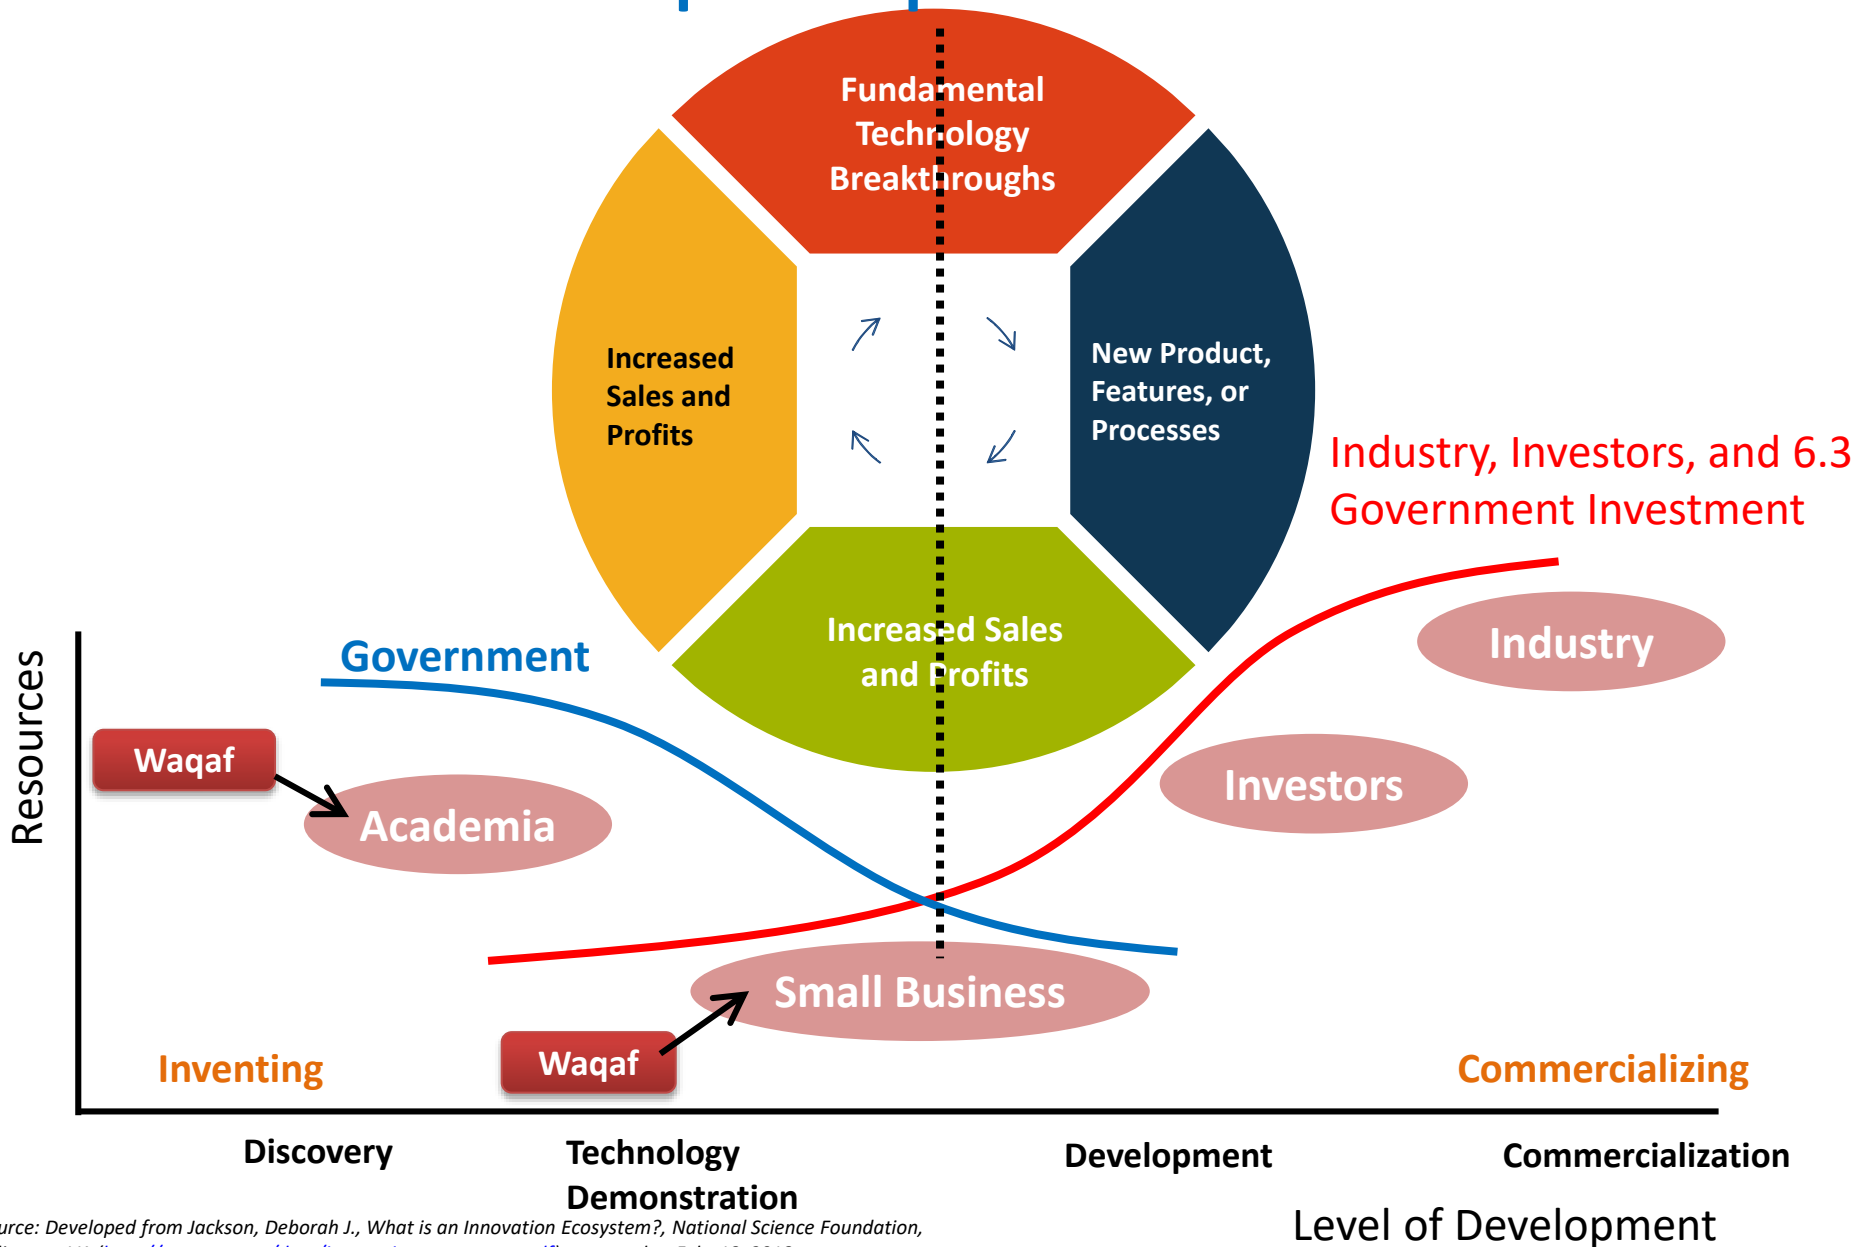 Fundamental
Technology
Breakthroughs
Increased
Sales and
Profits
New Product,
Features, or
Processes
Increased Sales
and Profits
Industry, Investors, and 6.3
Government Investment
Government
Industry
Investors
Waqaf
Academia
Small Business
Waqaf
Resources
Inventing
Commercializing
Discovery
Technology
Demonstration
Development
Commercialization
Level of Development
urce: Developed from Jackson, Deborah J., What is an Innovation Ecosystem?, National Science Foundation,